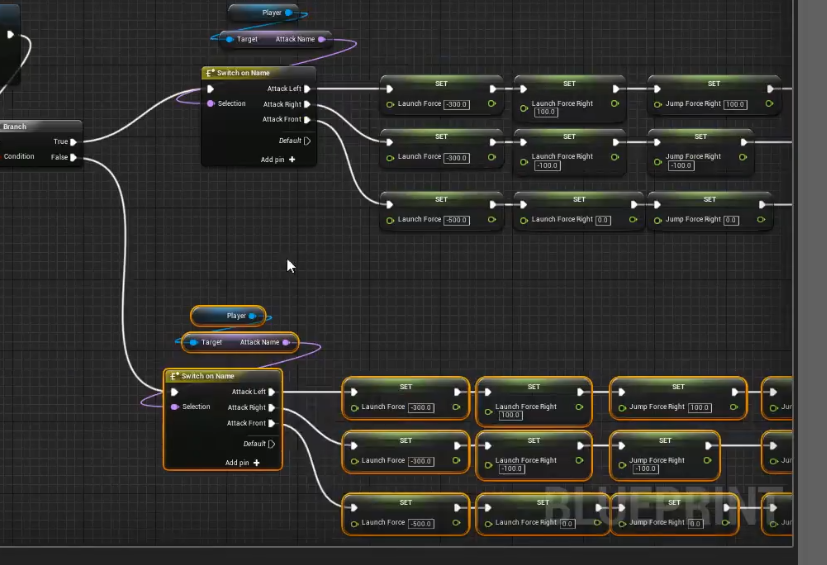 Player
Target Attack Name
Switch on Name
Selection
Attack Left
Attack Right
Attack Front
Default
Add pin +
SET
Launch Force -300.0
SET
Launch Force Right
100.0
SET
Jump Force Right 100.0
SET
Launch Force -300.0
SET
Launch Force Right
-100.0
SET
Jump Force Right
-100.0
SET
Launch Force -500.0
SET
Launch Force Right 0.0
SET
Jump Force Right 0.0
Branch
True
Condition False
Player
Target Attack Name
Switch on Name
Selection
Attack Left
Attack Right
Attack Front
Default
Add pin +
SET
Launch Force -300.0
SET
Launch Force Right
100.0
SET
Jump Force Right 100.0
Jur
SET
Launch Force -300.0
SET
Launch Force Right
-100.0
SET
Jump Force Right
-100.0
Jur
SET
Launch Force -500.0
SET
Launch Force Right 0.0
SET
Jump Force Right 0.0
Jur
BLUEPRINT